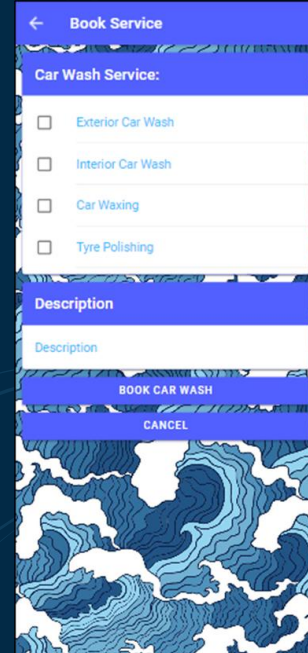 Book Service
Car Wash Service:
Exterior Car Wash
Interior Car Wash
Car Waxing
Tyre Polishing
Description
Description
BOOK CAR WASH
CANCEL